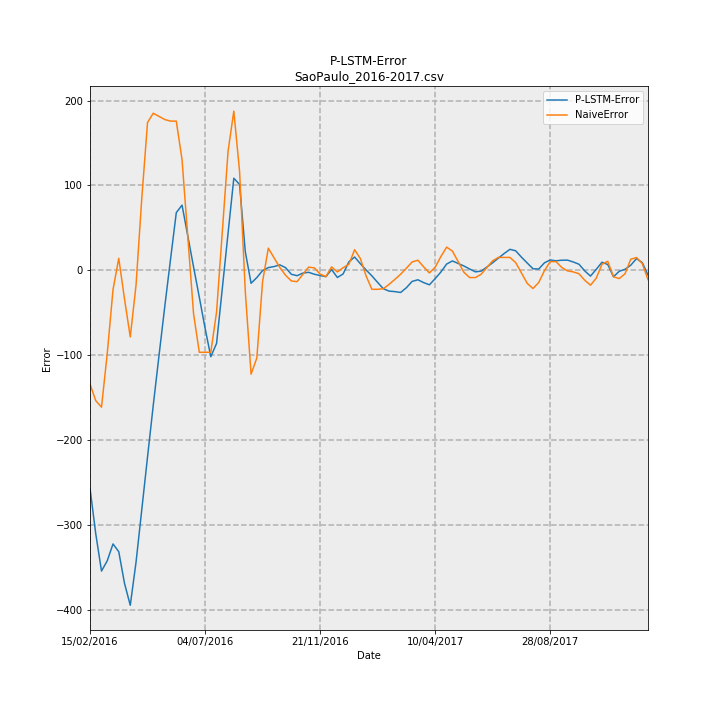 P-LSTM-Error
SaoPaulo_2016-2017.csv
P-LSTM-Error
NaiveError
200
100
0
−100
−200
−300
−400
Error
15/02/2016 04/07/2016 21/11/2016 10/04/2017 28/08/2017
Date